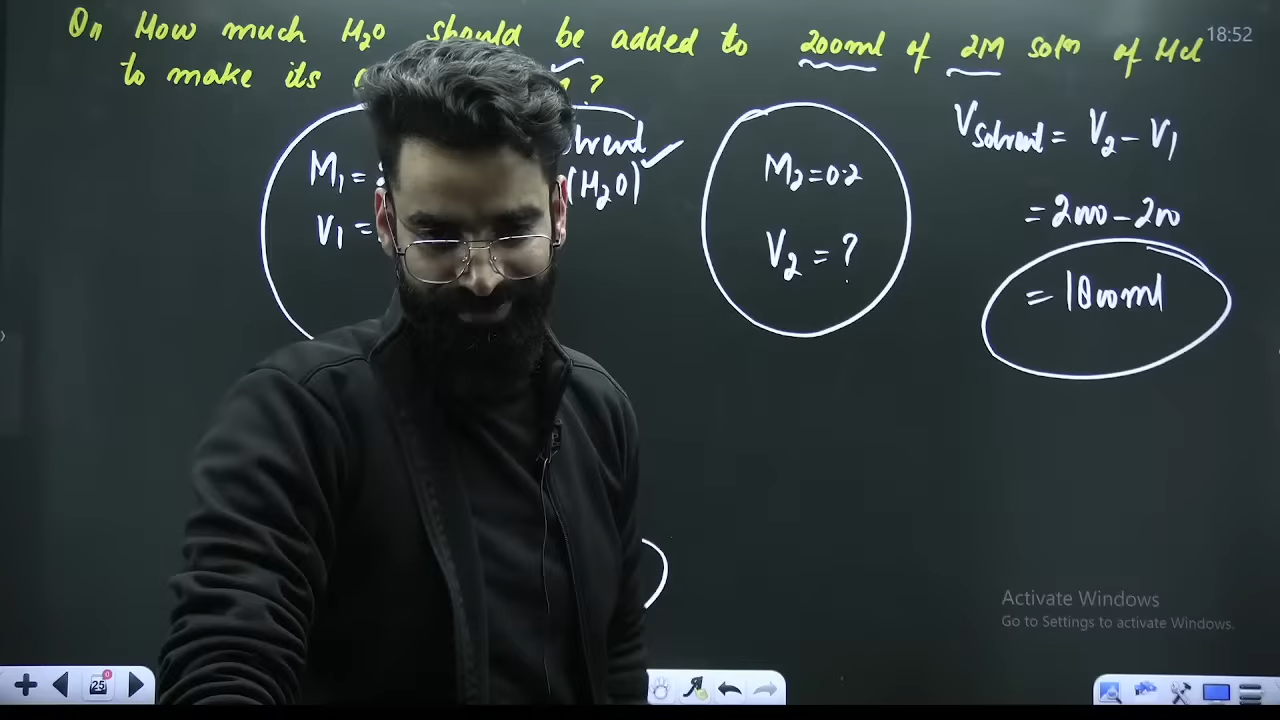 Qn How much H₂O should be added to 200ml of 2M soln of Hcl
18:52
to make its
?
M₁ =
V₁ =
(H₂O)
M₂ = 0.2
V₂ = ?
Vsolvent = V₂ – V₁
= 2000 – 200
= 1800ml
Activate Windows
Go to Settings to activate Windows.
25